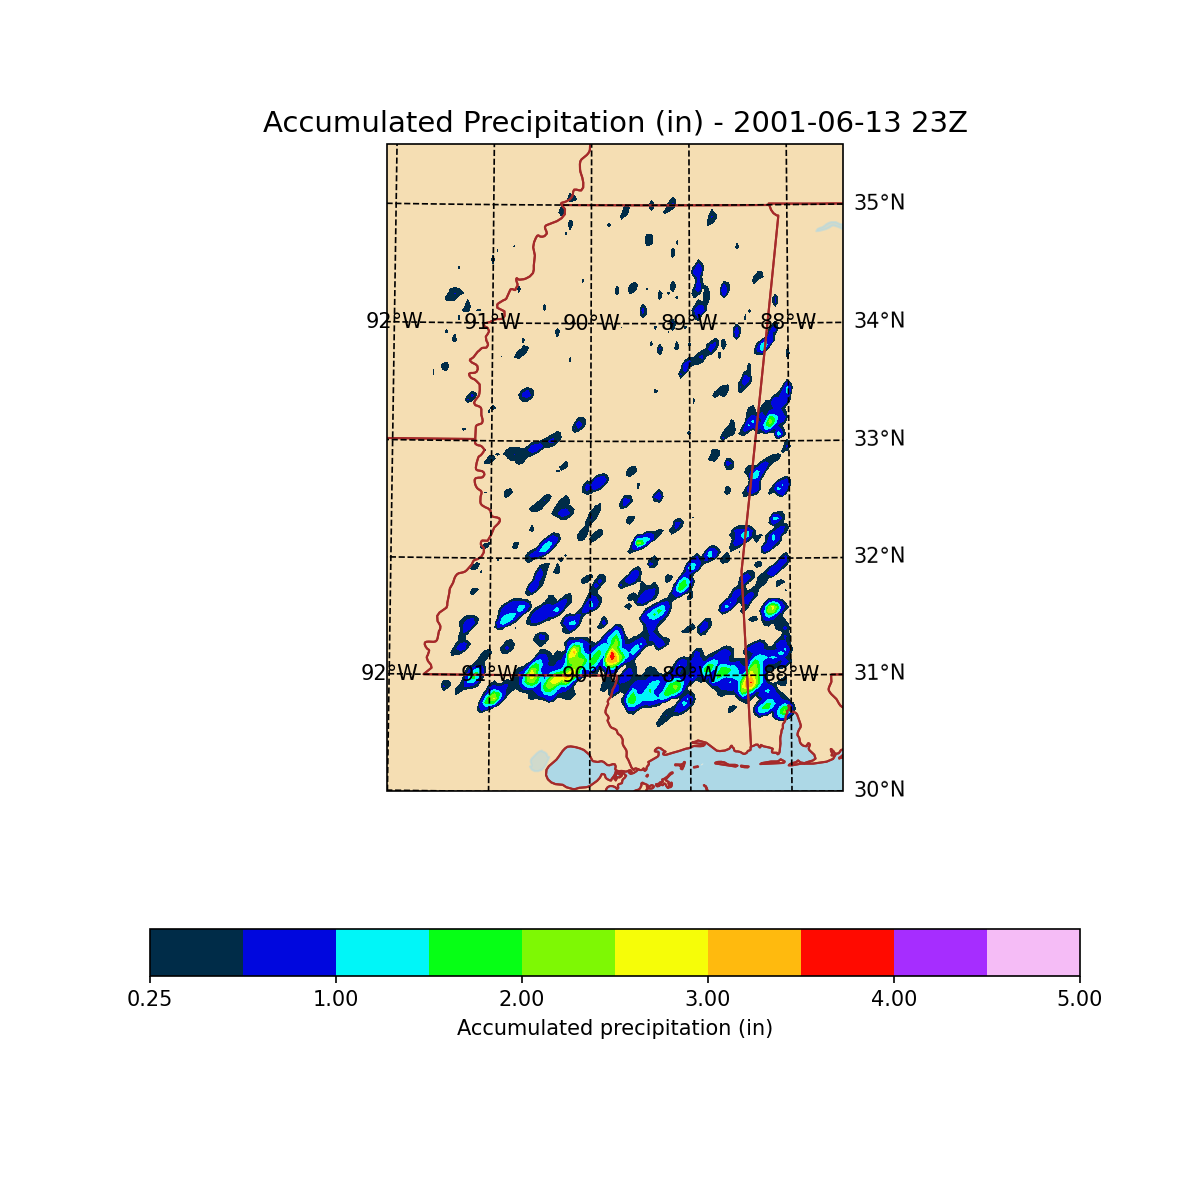 Accumulated Precipitation (in) - 2001-06-13 23Z
35°N
92°W 91°W 90°W 89°W 88°W 34°N
33°N
32°N
92°W 91°W 90°W 89°W 88°W 31°N
30°N
0.25 1.00 2.00 3.00 4.00 5.00
Accumulated precipitation (in)